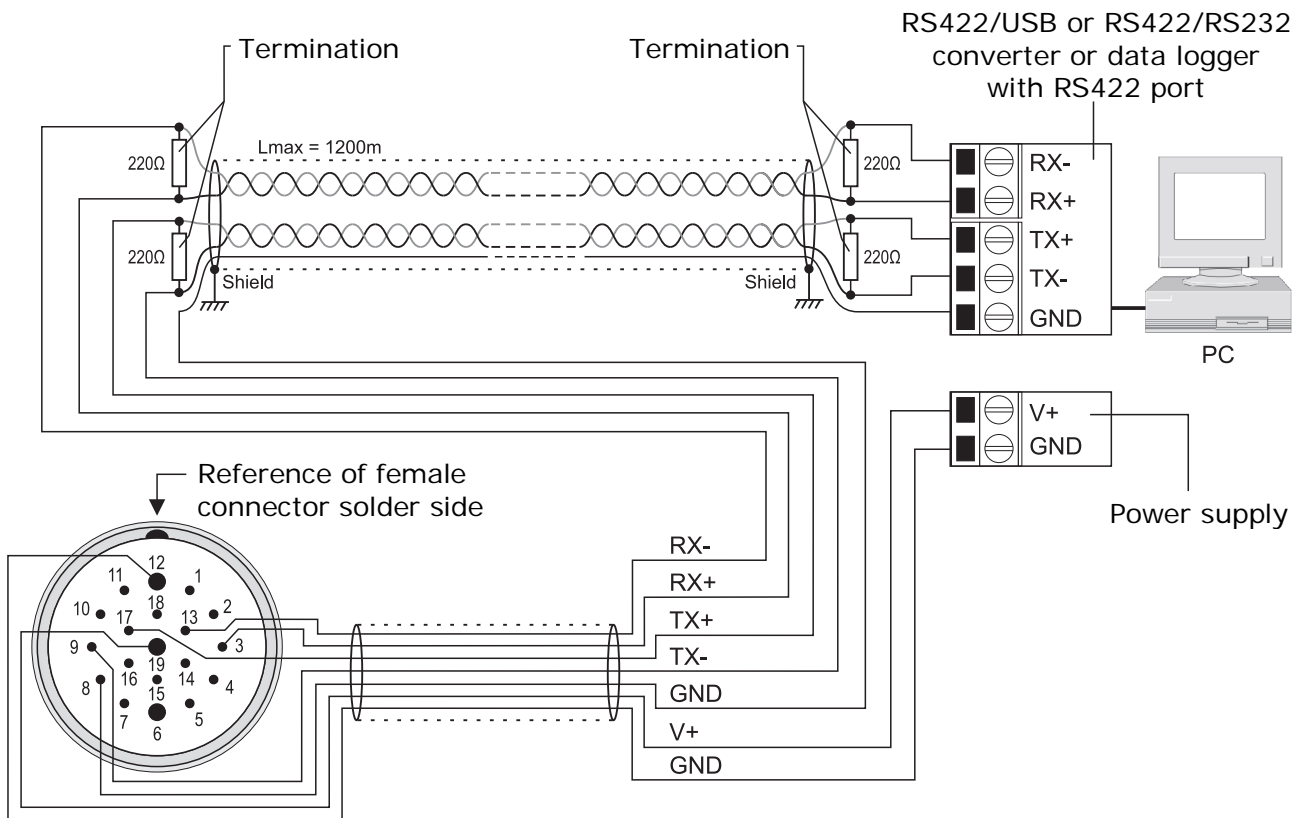 RS422/USB or RS422/RS232
converter or data logger
with RS422 port
Termination
Termination
Lmax = 1200m
220Ω
220Ω
220Ω
220Ω
Shield
Shield
RX-
RX+
TX+
TX-
GND
PC
V+
GND
Power supply
Reference of female
connector solder side
RX-
RX+
TX+
TX-
GND
V+
GND
12
11
1
10
18
2
17
13
9
3
19
16
14
8
4
15
7
5
6